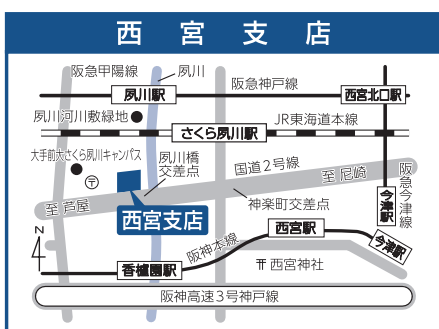 西宮支店
阪急甲陽線
夙川
夙川駅
阪急神戸線
西宮北口駅
夙川河川敷緑地
JR東海道本線
さくら夙川駅
大手前大さくら夙川キャンパス
夙川橋
交差点
国道2号線
至 尼崎
阪急今津線
至 芦屋
西宮支店
神楽町交差点
今津駅
N
阪神本線
西宮駅
今津駅
香櫨園駅
西宮神社
阪神高速3号神戸線